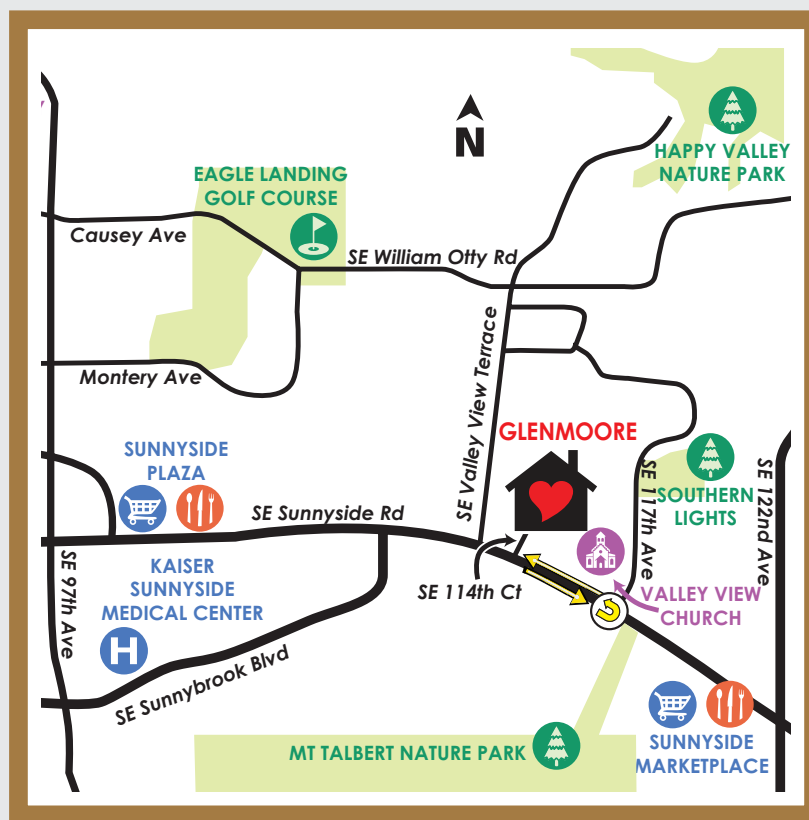 N
HAPPY VALLEY
NATURE PARK
EAGLE LANDING
GOLF COURSE
Causey Ave
SE William Otty Rd
Montery Ave
SE Valley View Terrace
GLENMOORE
SUNNYSIDE
PLAZA
SE Sunnyside Rd
SE 117th Ave
SOUTHERN
LIGHTS
SE 122nd Ave
SE 97th Ave
KAISER
SUNNYSIDE
MEDICAL CENTER
H
SE 114th Ct
VALLEY VIEW
CHURCH
SE Sunnybrook Blvd
MT TALBERT NATURE PARK
SUNNYSIDE
MARKETPLACE